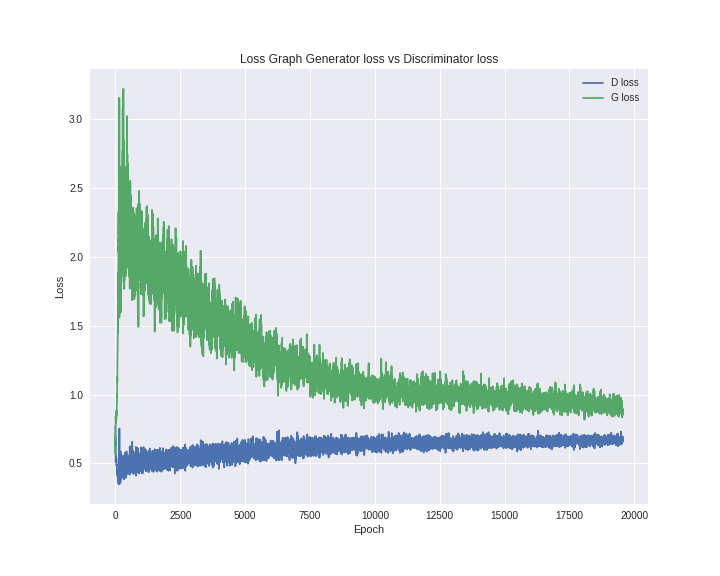 Loss Graph Generator loss vs Discriminator loss
D loss
G loss
3.0
2.5
2.0
1.5
1.0
0.5
Loss
0 2500 5000 7500 10000 12500 15000 17500 20000
Epoch